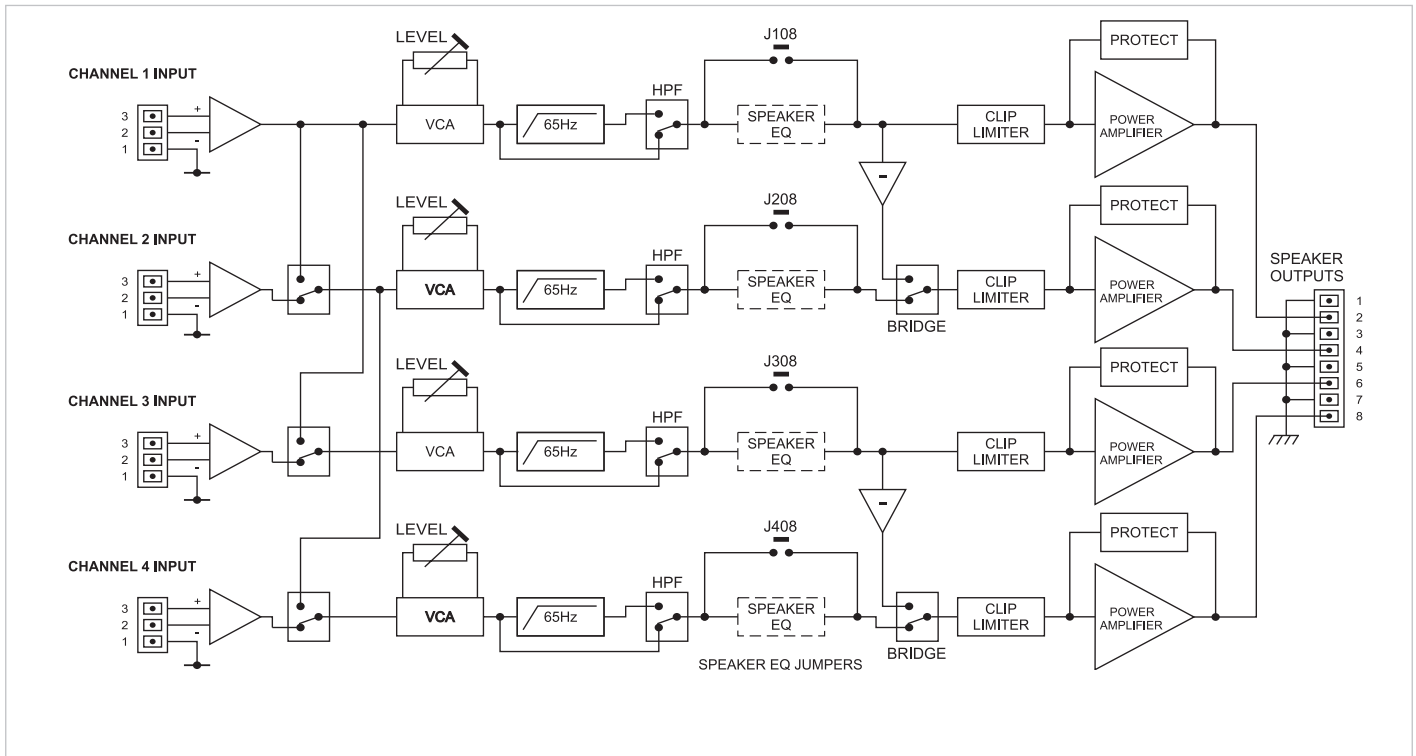 LEVEL
J108
PROTECT
CHANNEL 1 INPUT
HPF
3
+
2
-
1
VCA
65Hz
SPEAKER
EQ
CLIP
LIMITER
POWER
AMPLIFIER
-
LEVEL
J208
PROTECT
CHANNEL 2 INPUT
HPF
3
+
2
-
1
VCA
65Hz
SPEAKER
EQ
BRIDGE
CLIP
LIMITER
POWER
AMPLIFIER
SPEAKER
OUTPUTS
1
2
3
4
5
6
7
8
LEVEL
J308
PROTECT
CHANNEL 3 INPUT
HPF
3
+
2
-
1
VCA
65Hz
SPEAKER
EQ
CLIP
LIMITER
POWER
AMPLIFIER
-
LEVEL
J408
PROTECT
CHANNEL 4 INPUT
HPF
3
+
2
-
1
VCA
65Hz
SPEAKER
EQ
BRIDGE
CLIP
LIMITER
POWER
AMPLIFIER
SPEAKER EQ JUMPERS